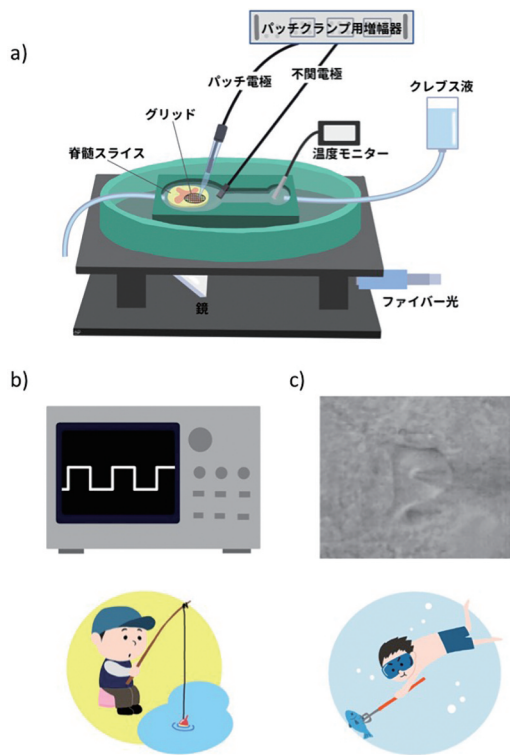 a)
パッチクランプ用増幅器
パッチ電極
不関電極
クレブス液
グリッド
脊髄スライス
温度モニター
鏡
ファイバー光
b)
c)